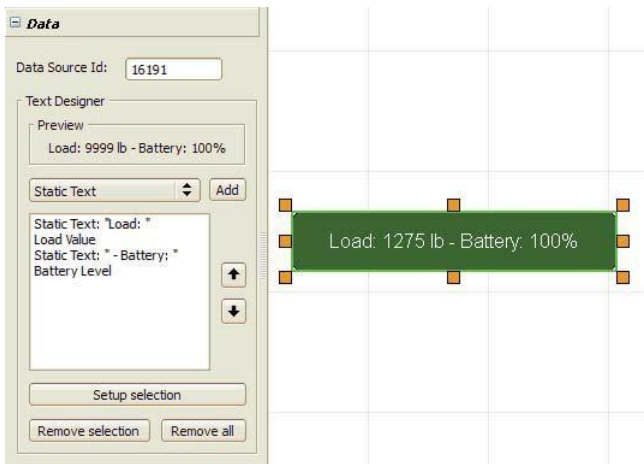 Data
Data Source Id: 16191
Text Designer
Preview
Load: 9999 lb - Battery: 100%
Static Text Add
Static Text: "Load: "
Load Value
Static Text: " - Battery: "
Battery Level
Setup selection
Remove selection Remove all
Load: 1275 lb - Battery: 100%